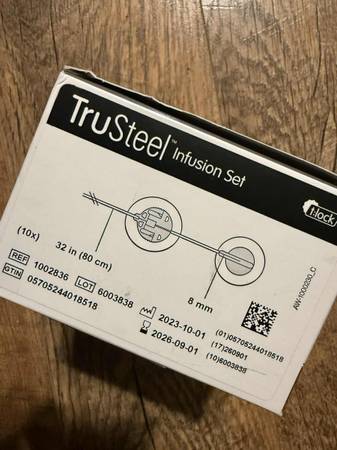 TruSteel™ Infusion Set
t:lock
(10x)
32 in (80 cm)
8 mm
REF 1002836 LOT 6003838
GTIN 05705244018518
2023-10-01
2026-09-01
(01)05705244018518
(17)260901
(10)6003838
AW-1000230_C